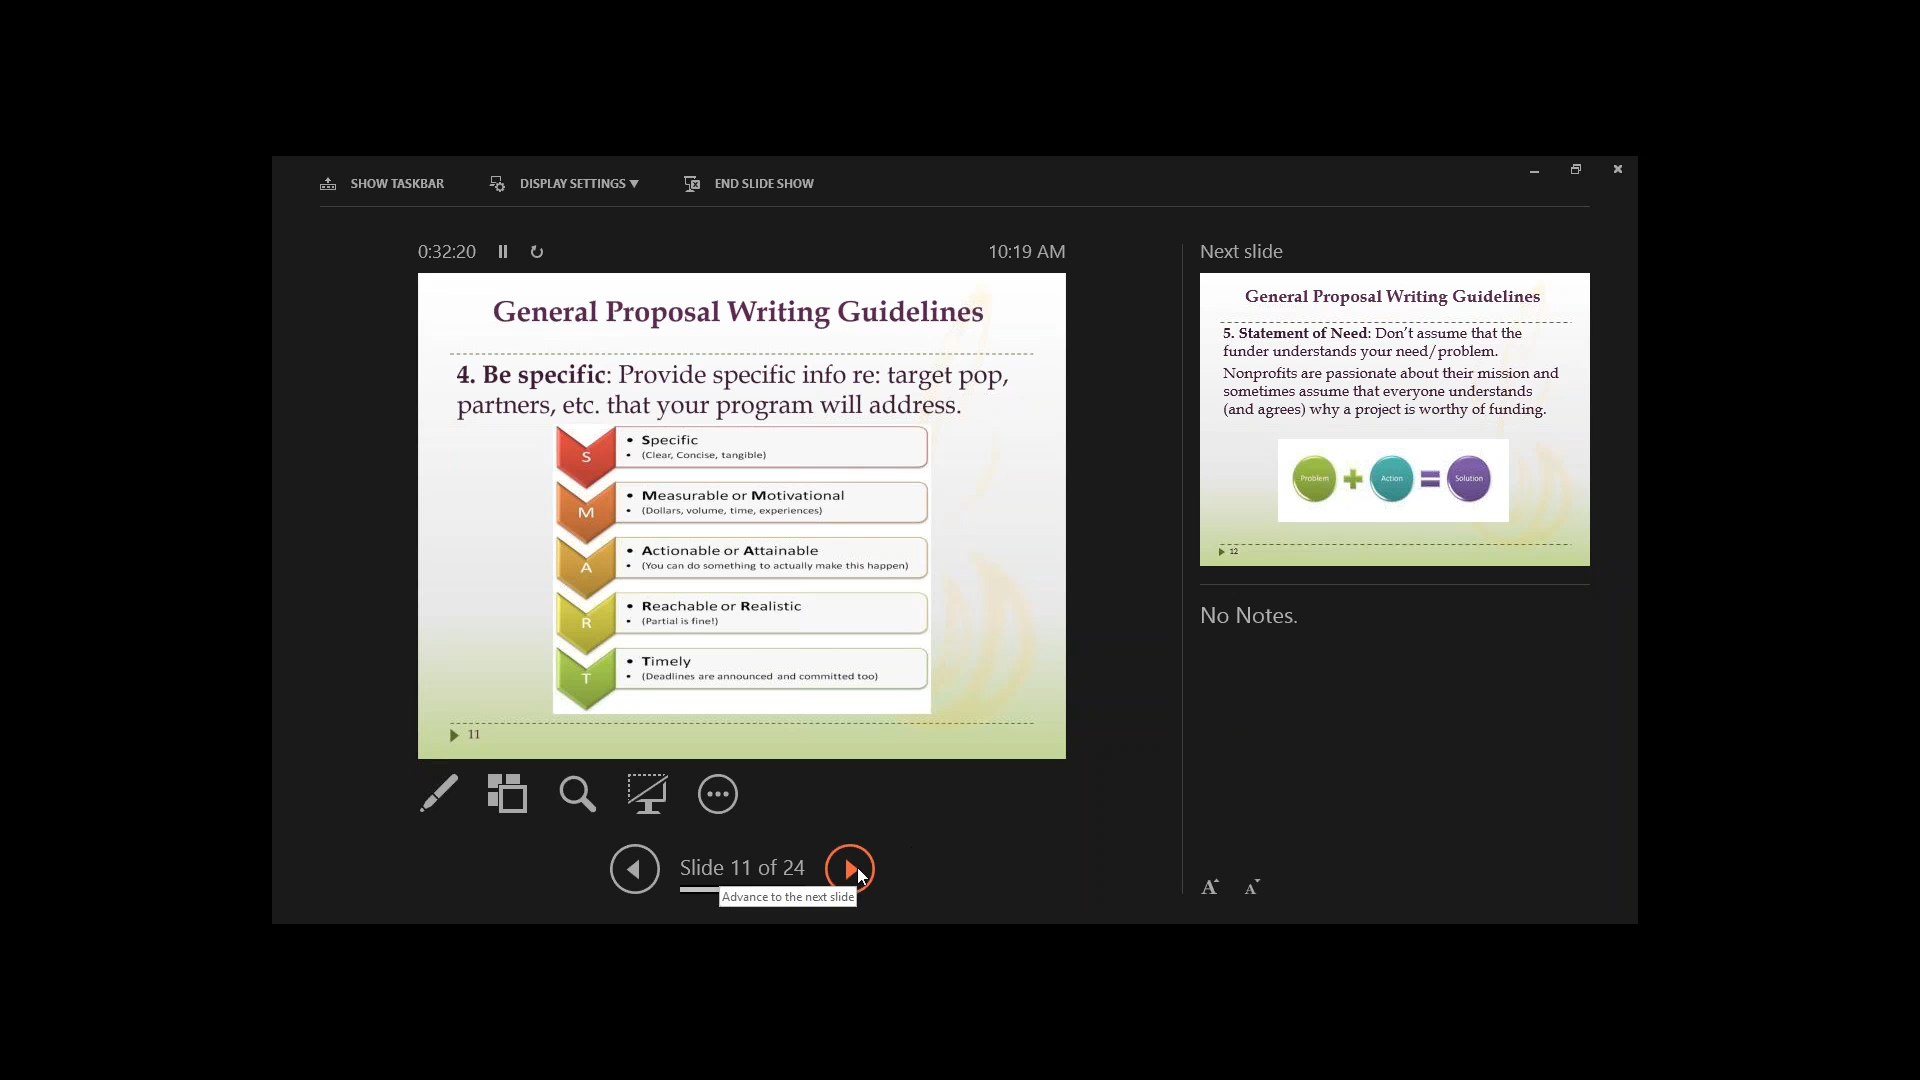 SHOW TASKBAR
DISPLAY SETTINGS ▼
END SLIDE SHOW
0:32:20
10:19 AM
General Proposal Writing Guidelines
4. Be specific: Provide specific info re: target pop,
partners, etc. that your program will address.
S
• Specific
• (Clear, Concise, tangible)
M
• Measurable or Motivational
• (Dollars, volume, time, experiences)
A
• Actionable or Attainable
• (You can do something to actually make this happen)
R
• Reachable or Realistic
• (Partial is fine!)
T
• Timely
• (Deadlines are announced and committed too)
11
Slide 11 of 24
Advance to the next slide
Next slide
General Proposal Writing Guidelines
5. Statement of Need: Don't assume that the
funder understands your need/problem.
Nonprofits are passionate about their mission and
sometimes assume that everyone understands
(and agrees) why a project is worthy of funding.
Problem
Action
Solution
12
No Notes.
A A